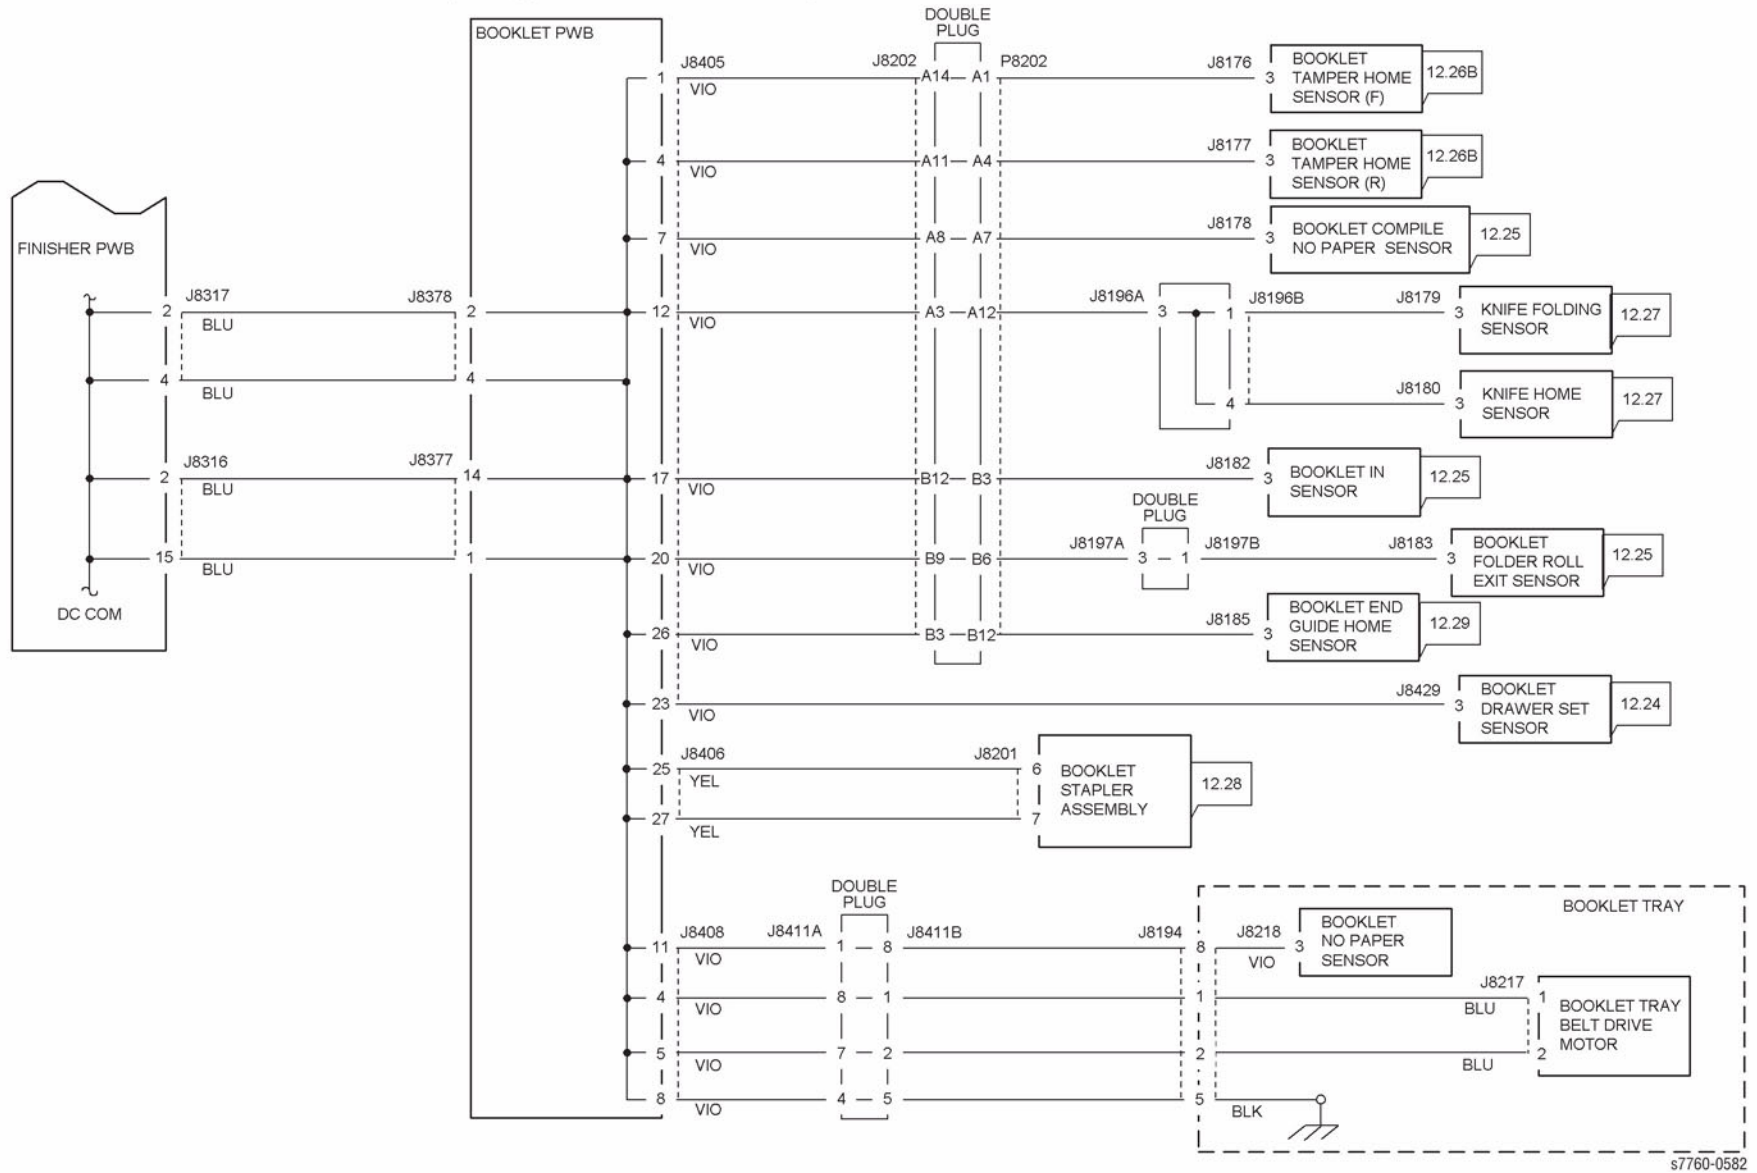 DOUBLE
PLUG
BOOKLET PWB
J8405
J8202
P8202
J8176
BOOKLET
TAMPER HOME
SENSOR (F)
12.26B
1
A14
A1
3
VIO
J8177
BOOKLET
TAMPER HOME
SENSOR (R)
12.26B
4
A11
A4
3
VIO
J8178
BOOKLET COMPILE
NO PAPER SENSOR
12.25
7
A8
A7
3
VIO
FINISHER PWB
J8317
J8378
J8196A
J8196B
J8179
KNIFE FOLDING
SENSOR
12.27
2
2
12
A3
A12
3
1
3
BLU
VIO
4
4
BLU
J8180
KNIFE HOME
SENSOR
12.27
4
3
J8316
J8377
J8182
BOOKLET IN
SENSOR
12.25
2
14
17
B12
B3
3
BLU
VIO
DOUBLE
PLUG
J8197A
J8197B
J8183
BOOKLET
FOLDER ROLL
EXIT SENSOR
12.25
15
1
20
B9
B6
3
1
3
BLU
VIO
DC COM
J8185
BOOKLET END
GUIDE HOME
SENSOR
12.29
26
B3
B12
3
VIO
J8429
BOOKLET
DRAWER SET
SENSOR
12.24
23
3
VIO
J8406
J8201
BOOKLET
STAPLER
ASSEMBLY
12.28
25
6
YEL
27
7
YEL
DOUBLE
PLUG
BOOKLET TRAY
J8408
J8411A
J8411B
J8194
J8218
BOOKLET
NO PAPER
SENSOR
11
1
8
8
3
VIO
VIO
J8217
BOOKLET TRAY
BELT DRIVE
MOTOR
4
8
1
1
1
VIO
BLU
5
7
2
2
2
VIO
BLU
8
4
5
5
VIO
BLK
s7760-0582